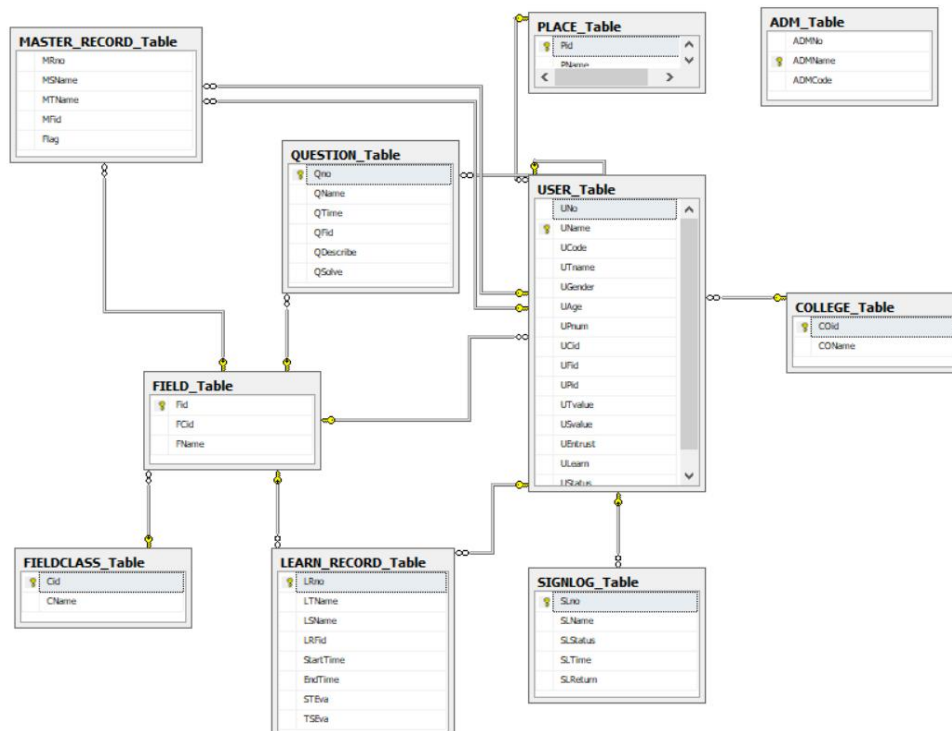 MASTER_RECORD_Table
MRno
MSName
MTName
MFid
Flag
PLACE_Table
Pid
PName
ADM_Table
ADMNo
ADMName
ADMCode
QUESTION_Table
Qno
QName
QTime
QFid
QDescribe
QSolve
USER_Table
UNo
UName
UCode
UTname
UGender
UAge
UPnum
UCid
UFid
UPid
UTvalue
USvalue
UEntrust
ULearn
UStatus
COLLEGE_Table
COid
COName
FIELD_Table
Fid
FCid
FName
FIELDCLASS_Table
Cid
CName
LEARN_RECORD_Table
LRno
LTName
LSName
LRFid
StartTime
EndTime
STEva
TSEva
SIGNLOG_Table
SLno
SLName
SLStatus
SLTime
SLReturn